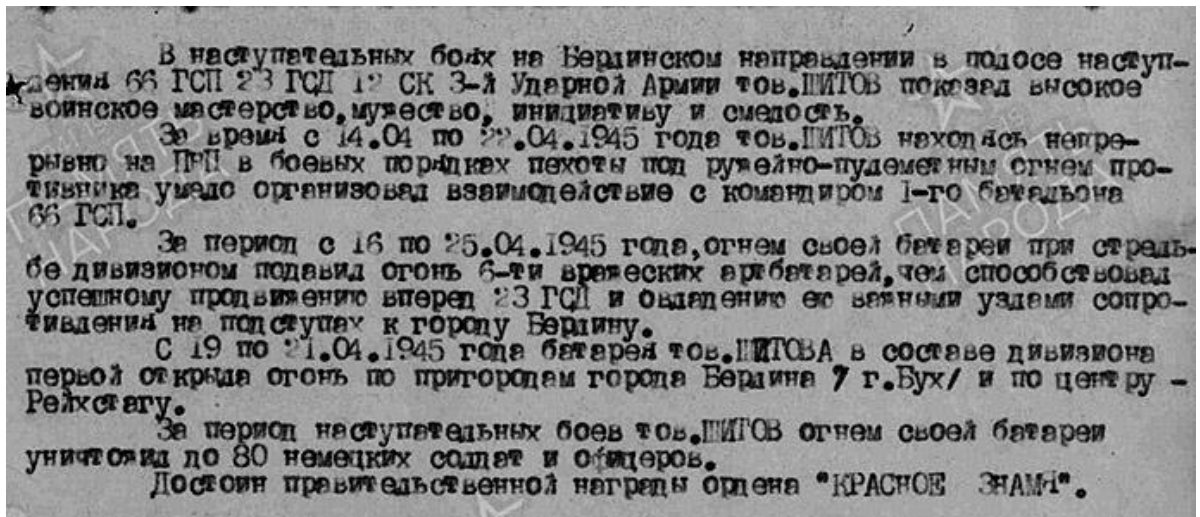 В наступательных боях на Берлинском направлении в полосе наступ-
ления 66 ГСП 23 ГСД 12 СК 3-й Ударной Армии тов.ШИТОВ показал высокое
воинское мастерство,мужество, инициативу и смелость.
За время с 14.04 по 22.04.1945 года тов.ШИТОВ находясь непре-
рывно на ПНП в боевых порядках пехоты под ружейно-пулеметным огнем про-
тивника умело организовал взаимодействие с командиром 1-го батальона
66 ГСП.
За период с 16 по 25.04.1945 года,огнем своей батареи при стрель-
бе дивизионом подавил огонь 6-ти вражеских артбатарей,чем способствовал
успешному продвижению вперед 23 ГСД и овладению ею важными узлами сопро-
тивления на подступах к городу Берлину.
С 19 по 21.04.1945 года батарея тов.ШИТОВА в составе дивизиона
первой открыла огонь по пригородам города Берлина / г.Бух/ и по центру -
Рейхстагу.
За период наступательных боев тов.ШИТОВ огнем своей батареи
уничтожил до 80 немецких солдат и офицеров.
Достоин правительственной награды ордена "КРАСНОЕ ЗНАМЯ".
ПАМЯТЬ
НАРОДА
ПАМЯТЬ
НАРОДА